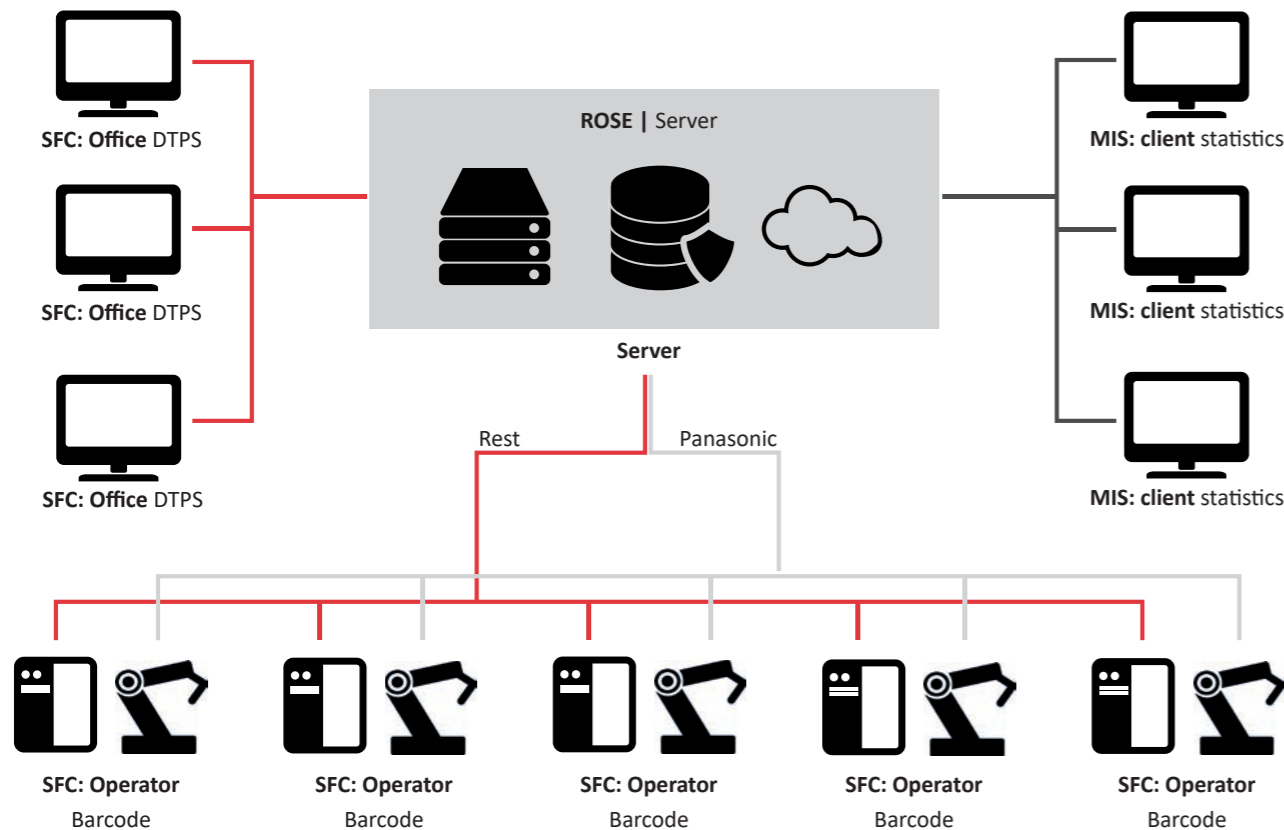 ROSE | Server
SFC: Office DTPS
MIS: client statistics
SFC: Office DTPS
MIS: client statistics
Server
Rest
Panasonic
SFC: Office DTPS
MIS: client statistics
SFC: Operator
Barcode
SFC: Operator
Barcode
SFC: Operator
Barcode
SFC: Operator
Barcode
SFC: Operator
Barcode